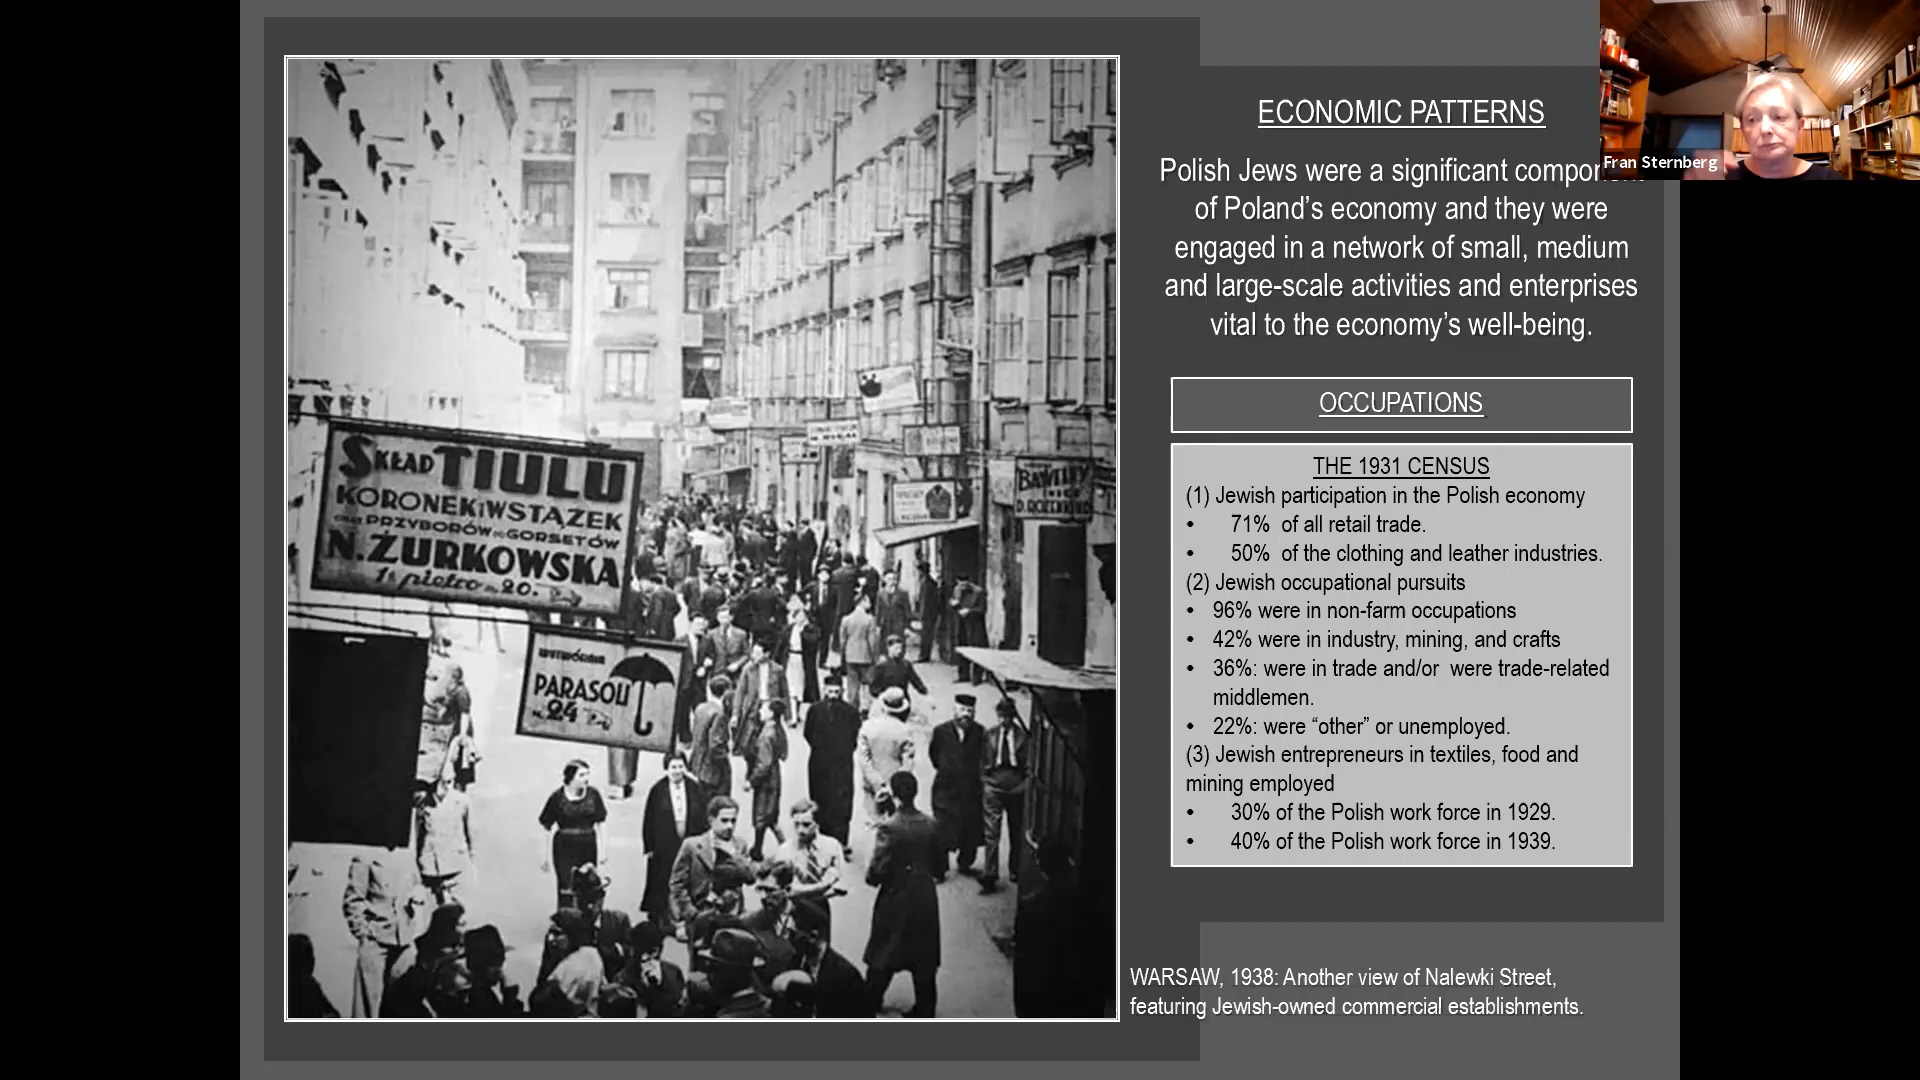 ECONOMIC PATTERNS
Fran Sternberg
Polish Jews were a significant
of Poland’s economy and they were
engaged in a network of small, medium
and large-scale activities and enterprises
vital to the economy’s well-being.
OCCUPATIONS
THE 1931 CENSUS
(1) Jewish participation in the Polish economy
• 71% of all retail trade.
• 50% of the clothing and leather industries.
(2) Jewish occupational pursuits
• 96% were in non-farm occupations
• 42% were in industry, mining, and crafts
• 36%: were in trade and/or were trade-related
middlemen.
• 22%: were “other” or unemployed.
(3) Jewish entrepreneurs in textiles, food and
mining employed
• 30% of the Polish work force in 1929.
• 40% of the Polish work force in 1939.
WARSAW, 1938: Another view of Nalewki Street,
featuring Jewish-owned commercial establishments.
SKŁAD TIULU
KORONEK i WSTĄŻEK
PRZYBORÓW GORSETÓW
N. ŻURKOWSKA
1e piętro 20.
PARASOLI
24
BAWEŁNY